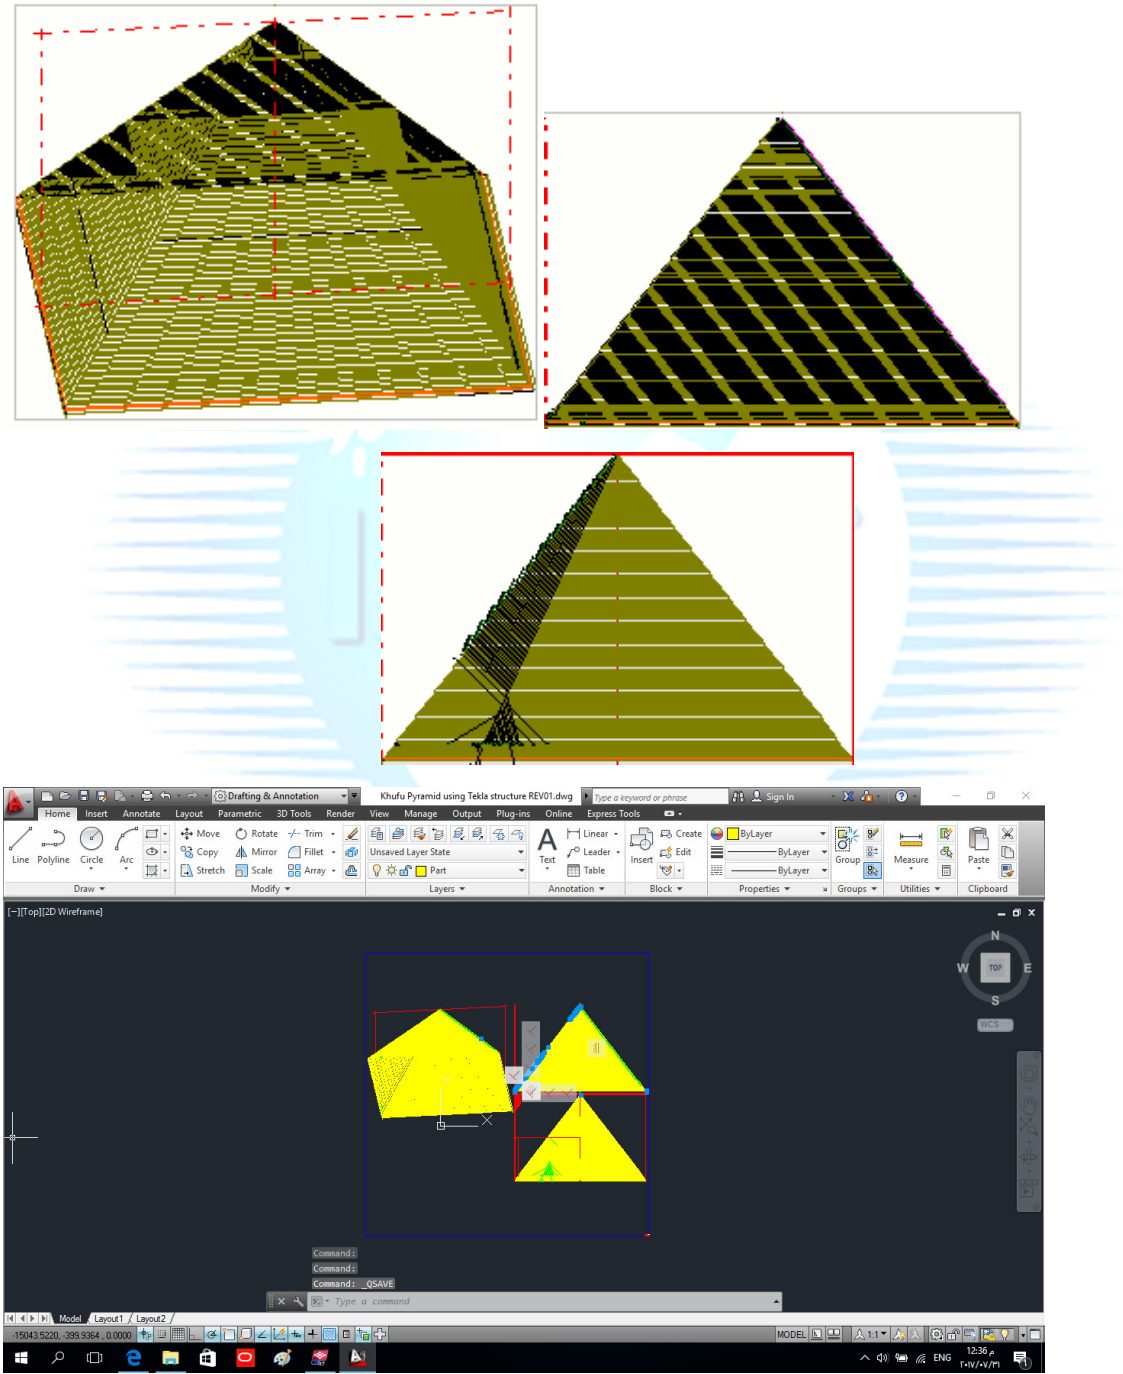 Drafting & Annotation
Khufu Pyramid using Tekla structure REV01.dwg
Type a keyword or phrase
Sign In
Home Insert Annotate Layout Parametric 3D Tools Render View Manage Output Plug-ins Online Express Tools
Move Rotate Trim
Copy Mirror Fillet
Stretch Scale Array
Line Polyline Circle Arc
Unsaved Layer State
Part
Text
Linear
Leader
Table
Insert
Create
Edit
ByLayer
ByLayer
ByLayer
Group
Measure
Paste
Draw Modify Layers Annotation Block Properties Groups Utilities Clipboard
[−][Top][2D Wireframe]
N
W TOP E
S
WCS
Y
X
Command:
Command:
Command: _QSAVE
Type a command
Model Layout1 Layout2
-15043.5220, -399.9364 , 0.0000
MODEL
1:1
ENG
12:36 م
٢٠١٧/٠٧/٣١